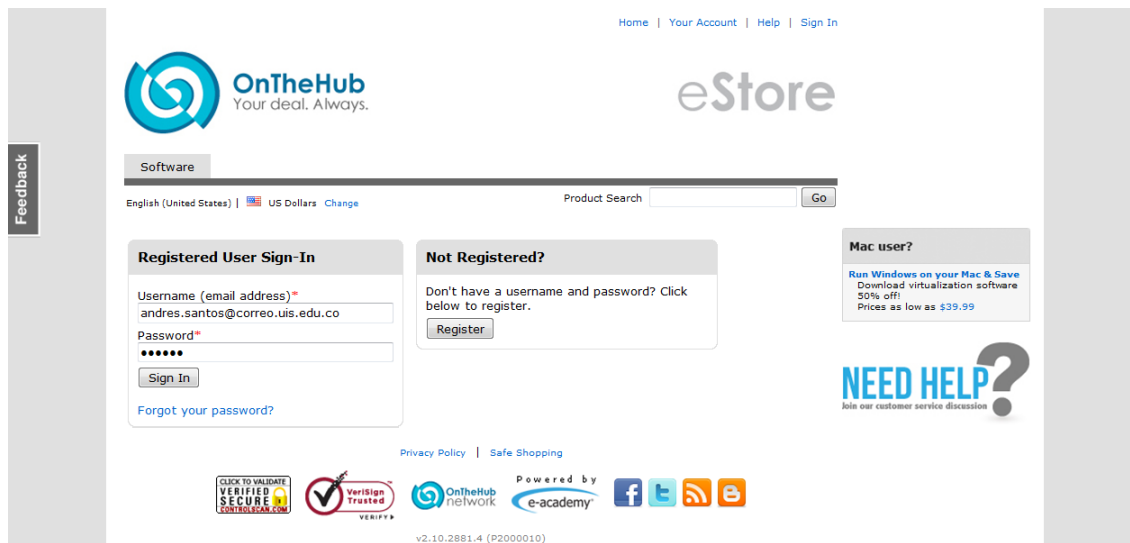 Home | Your Account | Help | Sign In
OnTheHub
Your deal. Always.
eStore
Feedback
Software
English (United States) | US Dollars Change
Product Search Go
Registered User Sign-In
Username (email address)*
andres.santos@correo.uis.edu.co
Password*
••••••
Sign In
Forgot your password?
Not Registered?
Don't have a username and password? Click
below to register.
Register
Mac user?
Run Windows on your Mac & Save
Download virtualization software
50% off!
Prices as low as $39.99
NEED HELP?
Join our customer service discussion
Privacy Policy | Safe Shopping
CLICK TO VALIDATE
VERIFIED
SECURE
CONTROLSCAN.COM
VeriSign
Trusted
VERIFY
OnTheHub
network
Powered by
e-academy
v2.10.2881.4 (P2000010)